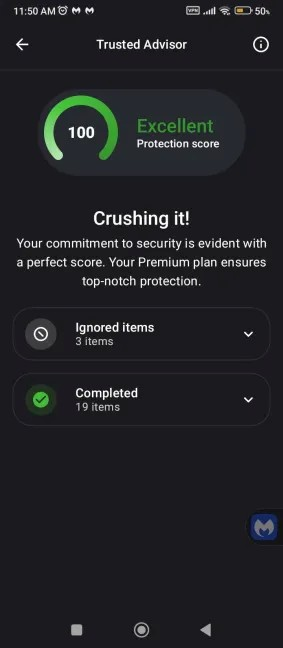 11:50 AM
VPN
50%
Trusted Advisor
100
Excellent
Protection score
Crushing it!
Your commitment to security is evident with
a perfect score. Your Premium plan ensures
top-notch protection.
Ignored items
3 items
Completed
19 items